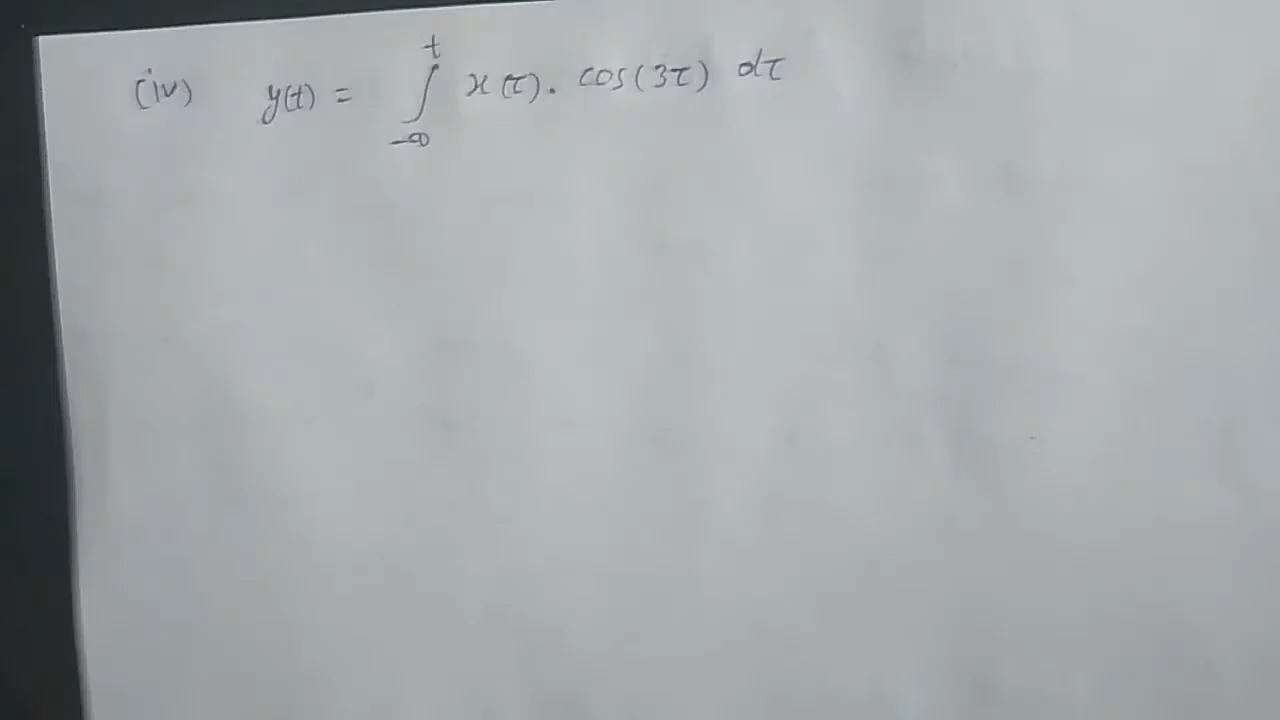 (iv) y(t) = ∫_{-∞}^{t} x(τ). cos(3τ) dτ